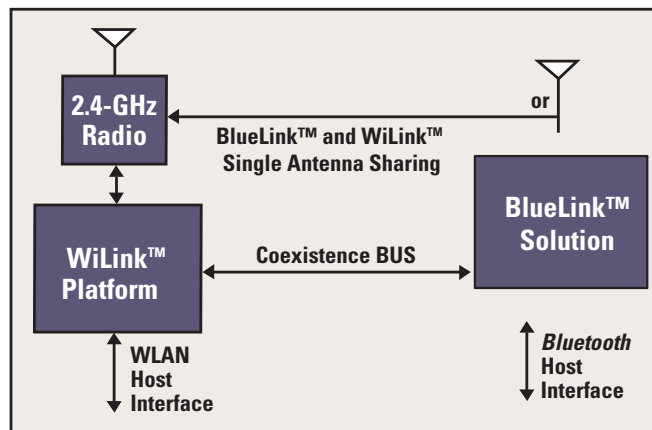 2.4-GHz
Radio
or
BlueLink™ and WiLink™
Single Antenna Sharing
WiLink™
Platform
Coexistence BUS
BlueLink™
Solution
WLAN
Host
Interface
Bluetooth
Host
Interface